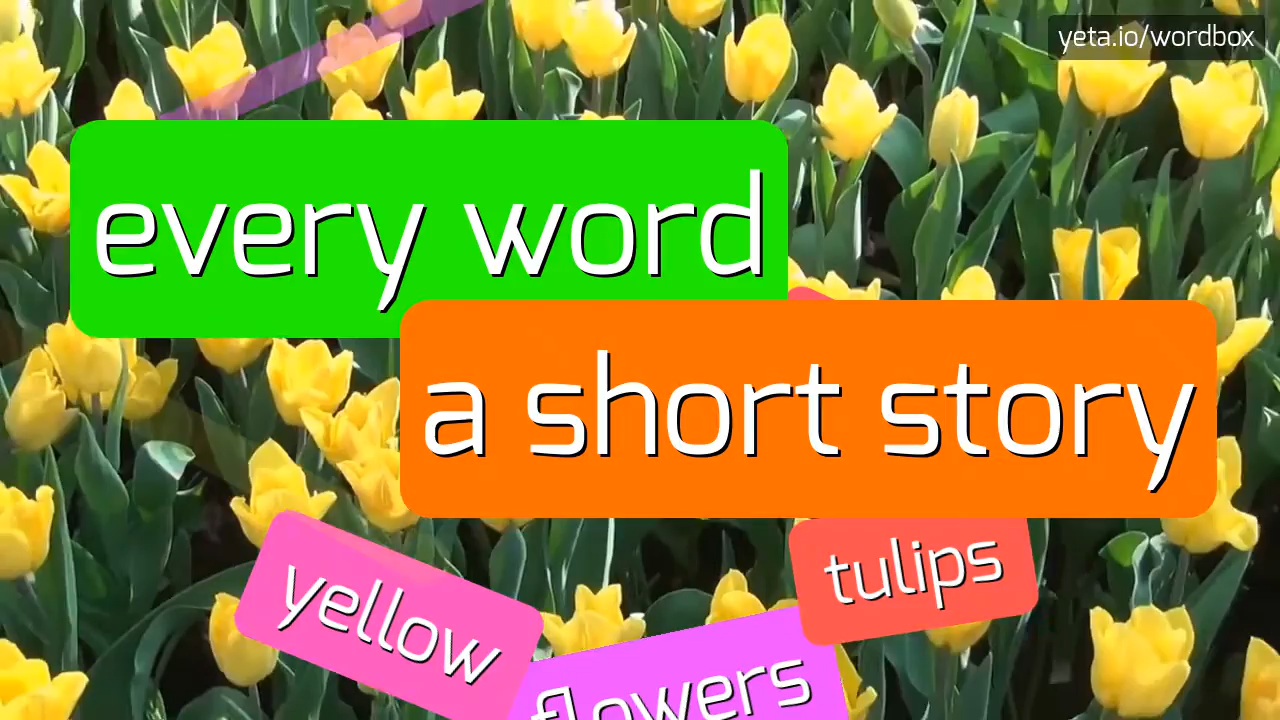 yeta.io/wordbox
every word
a short story
tulips
yellow
flowers